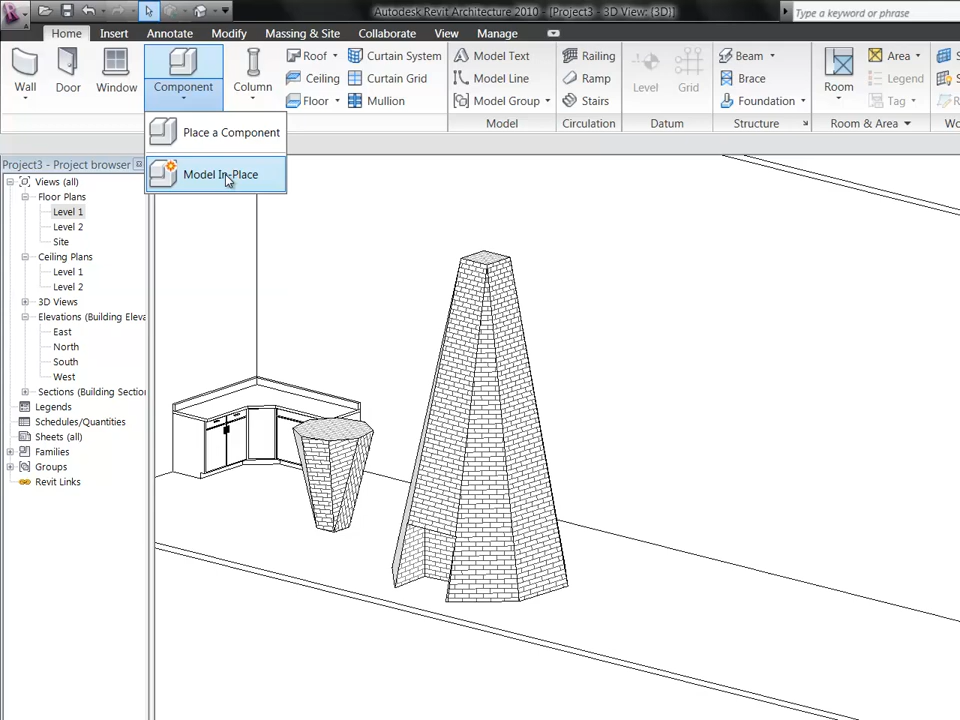 Autodesk Revit Architecture 2010 - [Project3 - 3D View: {3D}]
Type a keyword or phrase
Home Insert Annotate Modify Massing & Site Collaborate View Manage
Roof Curtain System Model Text Railing Beam Area
Ceiling Curtain Grid Model Line Ramp Brace Legend
Wall Door Window Component Column Level Grid Room
Floor Mullion Model Group Stairs Foundation Tag
Model Circulation Datum Structure Room & Area
Place a Component
Model In-Place
Project3 - Project browser
Views (all)
Floor Plans
Level 1
Level 2
Site
Ceiling Plans
Level 1
Level 2
3D Views
Elevations (Building Eleva
East
North
South
West
Sections (Building Section
Legends
Schedules/Quantities
Sheets (all)
Families
Groups
Revit Links